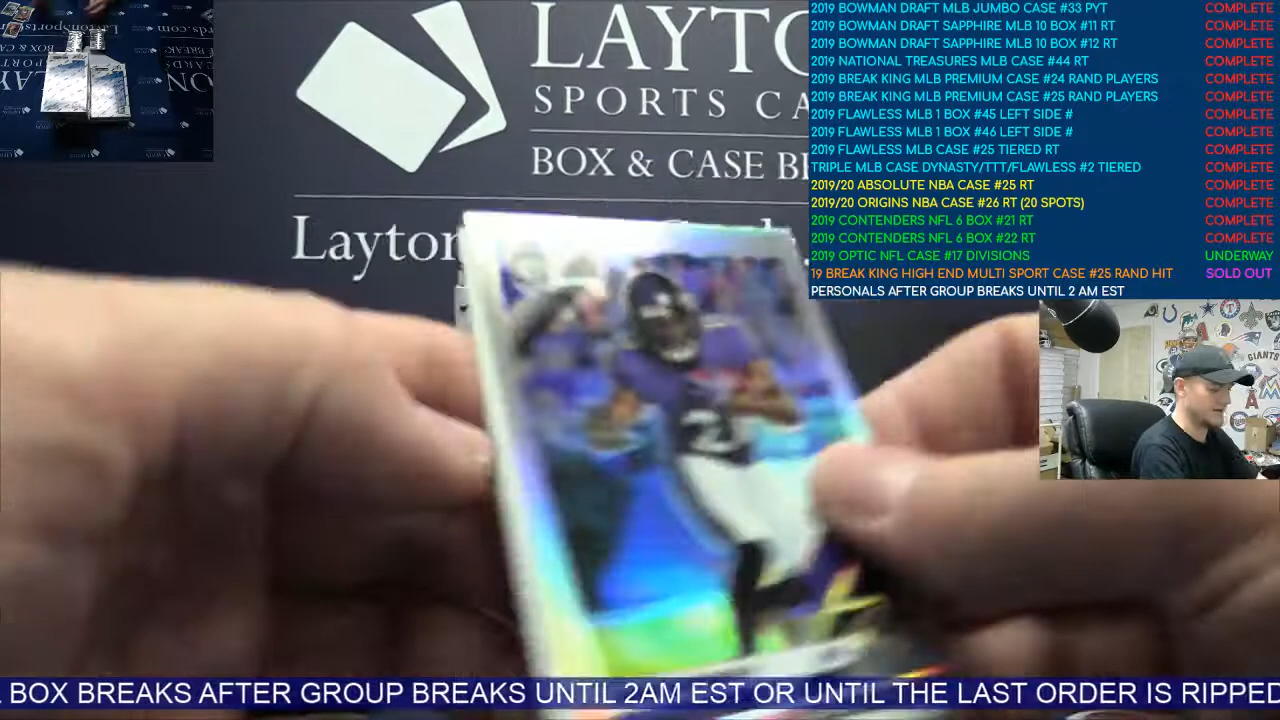 LAYTO
SPORTS CA
BOX & CASE B
Layton
2019 BOWMAN DRAFT MLB JUMBO CASE #33 PYT COMPLETE
2019 BOWMAN DRAFT SAPPHIRE MLB 10 BOX #11 RT COMPLETE
2019 BOWMAN DRAFT SAPPHIRE MLB 10 BOX #12 RT COMPLETE
2019 NATIONAL TREASURES MLB CASE #44 RT COMPLETE
2019 BREAK KING MLB PREMIUM CASE #24 RAND PLAYERS COMPLETE
2019 BREAK KING MLB PREMIUM CASE #25 RAND PLAYERS COMPLETE
2019 FLAWLESS MLB 1 BOX #45 LEFT SIDE # COMPLETE
2019 FLAWLESS MLB 1 BOX #46 LEFT SIDE # COMPLETE
2019 FLAWLESS MLB CASE #25 TIERED RT COMPLETE
TRIPLE MLB CASE DYNASTY/TTT/FLAWLESS #2 TIERED COMPLETE
2019/20 ABSOLUTE NBA CASE #25 RT COMPLETE
2019/20 ORIGINS NBA CASE #26 RT (20 SPOTS) COMPLETE
2019 CONTENDERS NFL 6 BOX #21 RT COMPLETE
2019 CONTENDERS NFL 6 BOX #22 RT COMPLETE
2019 OPTIC NFL CASE #17 DIVISIONS UNDERWAY
19 BREAK KING HIGH END MULTI SPORT CASE #25 RAND HIT SOLD OUT
PERSONALS AFTER GROUP BREAKS UNTIL 2 AM EST
GIANTS
L BOX BREAKS AFTER GROUP BREAKS UNTIL 2AM EST OR UNTIL THE LAST ORDER IS RIPPED